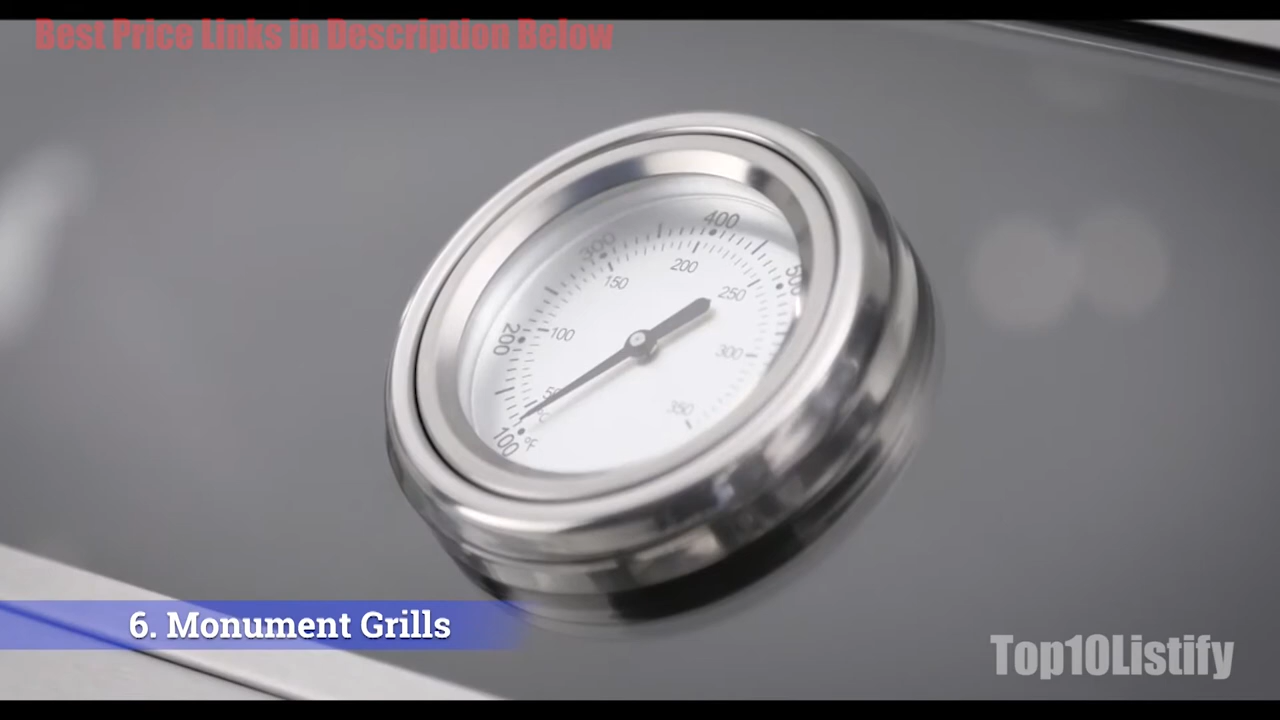 Best Price Links In Description Below
400
300
500
200
250
150
200
100
300
50
°C
350
100
°F
6. Monument Grills
Top10Listify